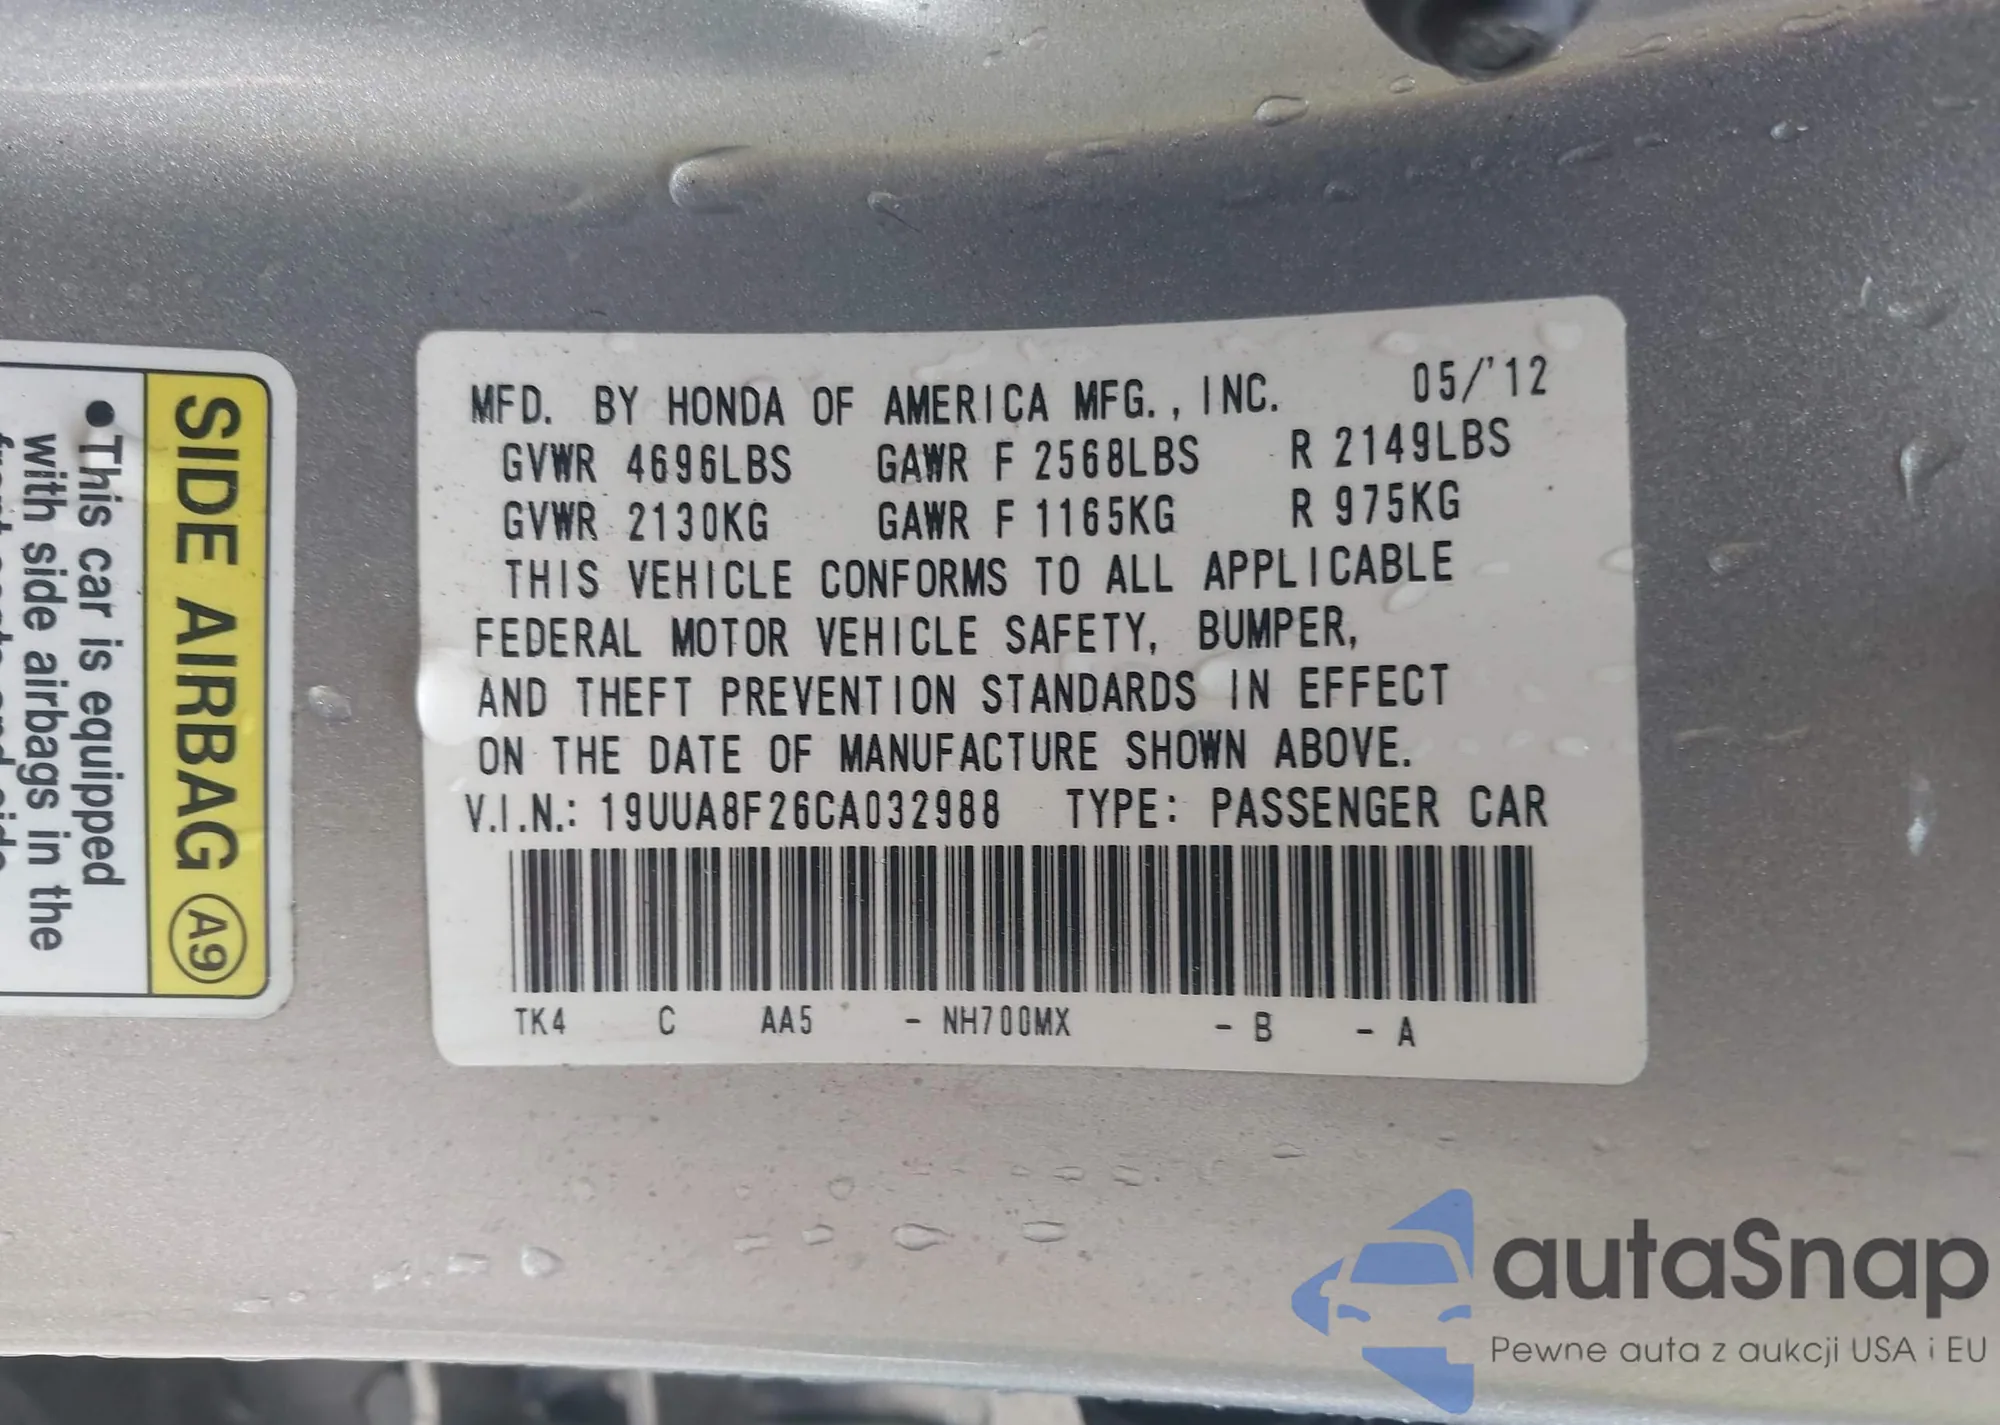 MFD. BY HONDA OF AMERICA MFG., INC. 05/'12
GVWR 4696LBS GAWR F 2568LBS R 2149LBS
GVWR 2130KG GAWR F 1165KG R 975KG
THIS VEHICLE CONFORMS TO ALL APPLICABLE
FEDERAL MOTOR VEHICLE SAFETY, BUMPER,
AND THEFT PREVENTION STANDARDS IN EFFECT
ON THE DATE OF MANUFACTURE SHOWN ABOVE.
V.I.N.: 19UUA8F26CA032988 TYPE: PASSENGER CAR
TK4 C AA5 - NH700MX - B - A
SIDE AIRBAG A9
●This car is equipped
with side airbags in the
autaSnap
Pewne auta z aukcji USA i EU